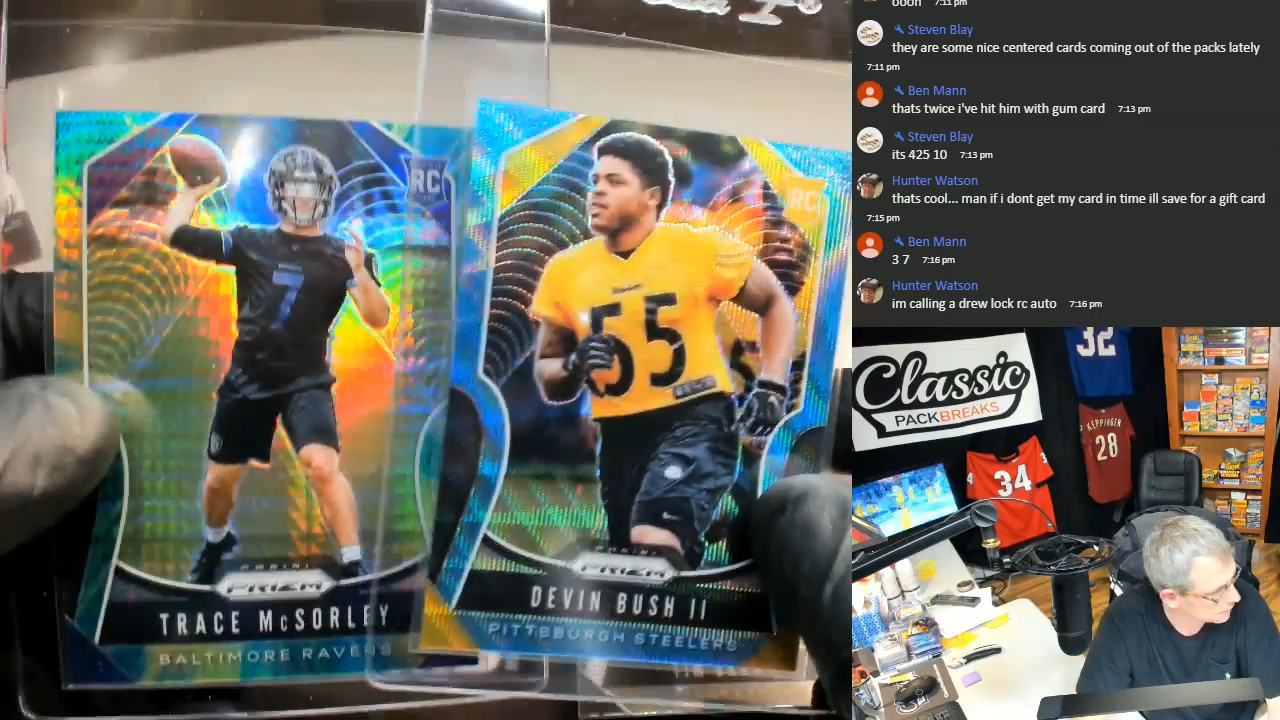 ooon 7:11 pm
Steven Blay
they are some nice centered cards coming out of the packs lately
7:11 pm
Ben Mann
thats twice i've hit him with gum card 7:13 pm
Steven Blay
its 425 10 7:13 pm
Hunter Watson
thats cool... man if i dont get my card in time ill save for a gift card
7:15 pm
Ben Mann
3 7 7:16 pm
Hunter Watson
im calling a drew lock rc auto 7:16 pm
RC
7
PANINI
PRIZM
TRACE McSORLEY
BALTIMORE RAVENS
RC
55
PANINI
PRIZM
DEVIN BUSH II
PITTSBURGH STEELERS
Classic
PACKBREAKS
32
KEPPINGER
28
34